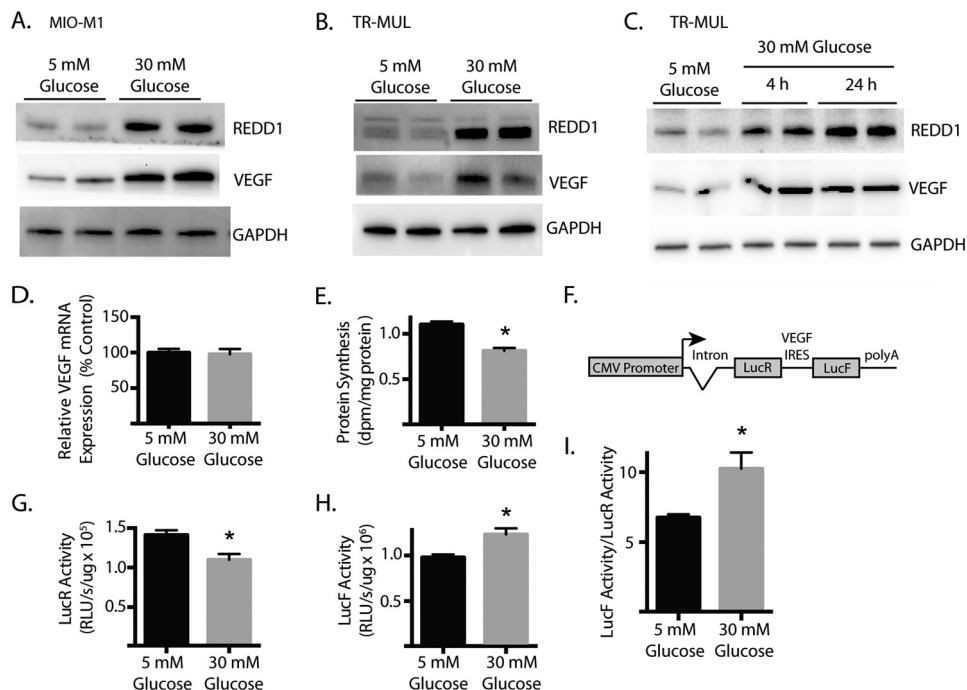 A.
MIO-M1
5 mM
Glucose
30 mM
Glucose
REDD1
VEGF
GAPDH
B.
TR-MUL
5 mM
Glucose
30 mM
Glucose
REDD1
VEGF
GAPDH
C.
TR-MUL
30 mM Glucose
5 mM
Glucose
4 h
24 h
REDD1
VEGF
GAPDH
D.
Relative VEGF mRNA
Expression (% Control)
150
100
50
5 mM
Glucose
30 mM
Glucose
E.
Protein Synthesis
(dpm/mg protein)
1.0
0.5
*
5 mM
Glucose
30 mM
Glucose
F.
CMV Promoter
Intron
LucR
VEGF
IRES
LucF
polyA
G.
LucR Activity
(RLU/s/ug x 10⁵)
1.5
1.0
0.5
*
5 mM
Glucose
30 mM
Glucose
H.
LucF Activity
(RLU/s/ug x 10⁶)
1.0
0.5
*
5 mM
Glucose
30 mM
Glucose
I.
LucF Activity/LucR Activity
10
5
*
5 mM
Glucose
30 mM
Glucose